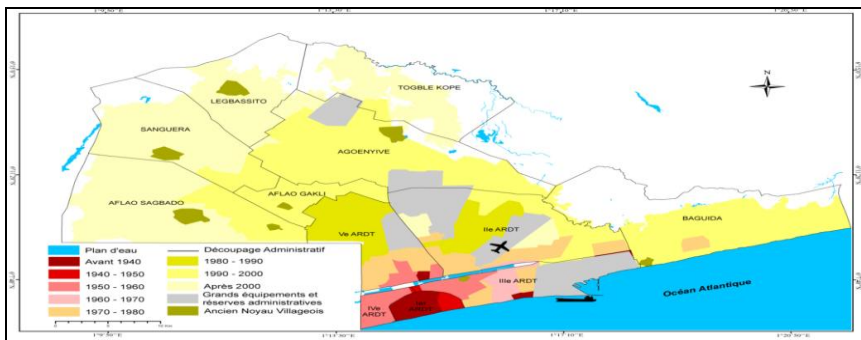 N
LEGBASSITO
TOGBLE KOPE
SANGUERA
AGOENYIVE
AFLAO GAKLI
AFLAO SAGBADO
Ve ARDT
IIe ARDT
BAGUIDA
IIIe ARDT
IVe
ARDT
Océan Atlantique
Plan d'eau
Avant 1940
1940 - 1950
1950 - 1960
1960 - 1970
1970 - 1980
Découpage Administratif
1980 - 1990
1990 - 2000
Après 2000
Grands équipements et
réserves administratives
Ancien Noyau Villageois